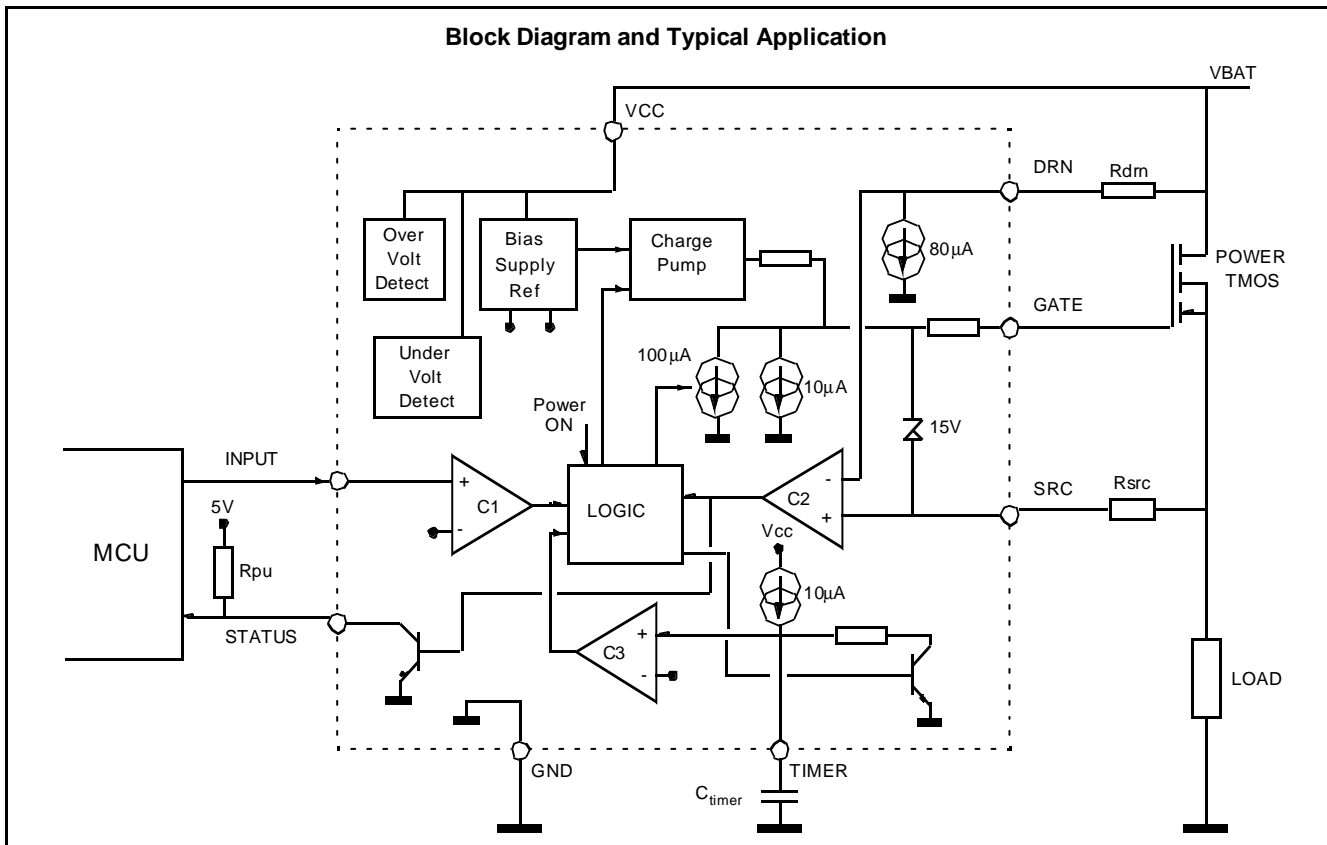 Block Diagram and Typical Application
VBAT
VCC
DRN
Rdrn
Over
Volt
Detect
Bias
Supply
Ref
Charge
Pump
80µA
POWER
TMOS
GATE
Under
Volt
Detect
100µA
10µA
Power
ON
15V
INPUT
+
C1
-
LOGIC
-
C2
+
SRC
Rsrc
5V
MCU
Rpu
Vcc
10µA
STATUS
+
C3
-
LOAD
GND
TIMER
Ctimer